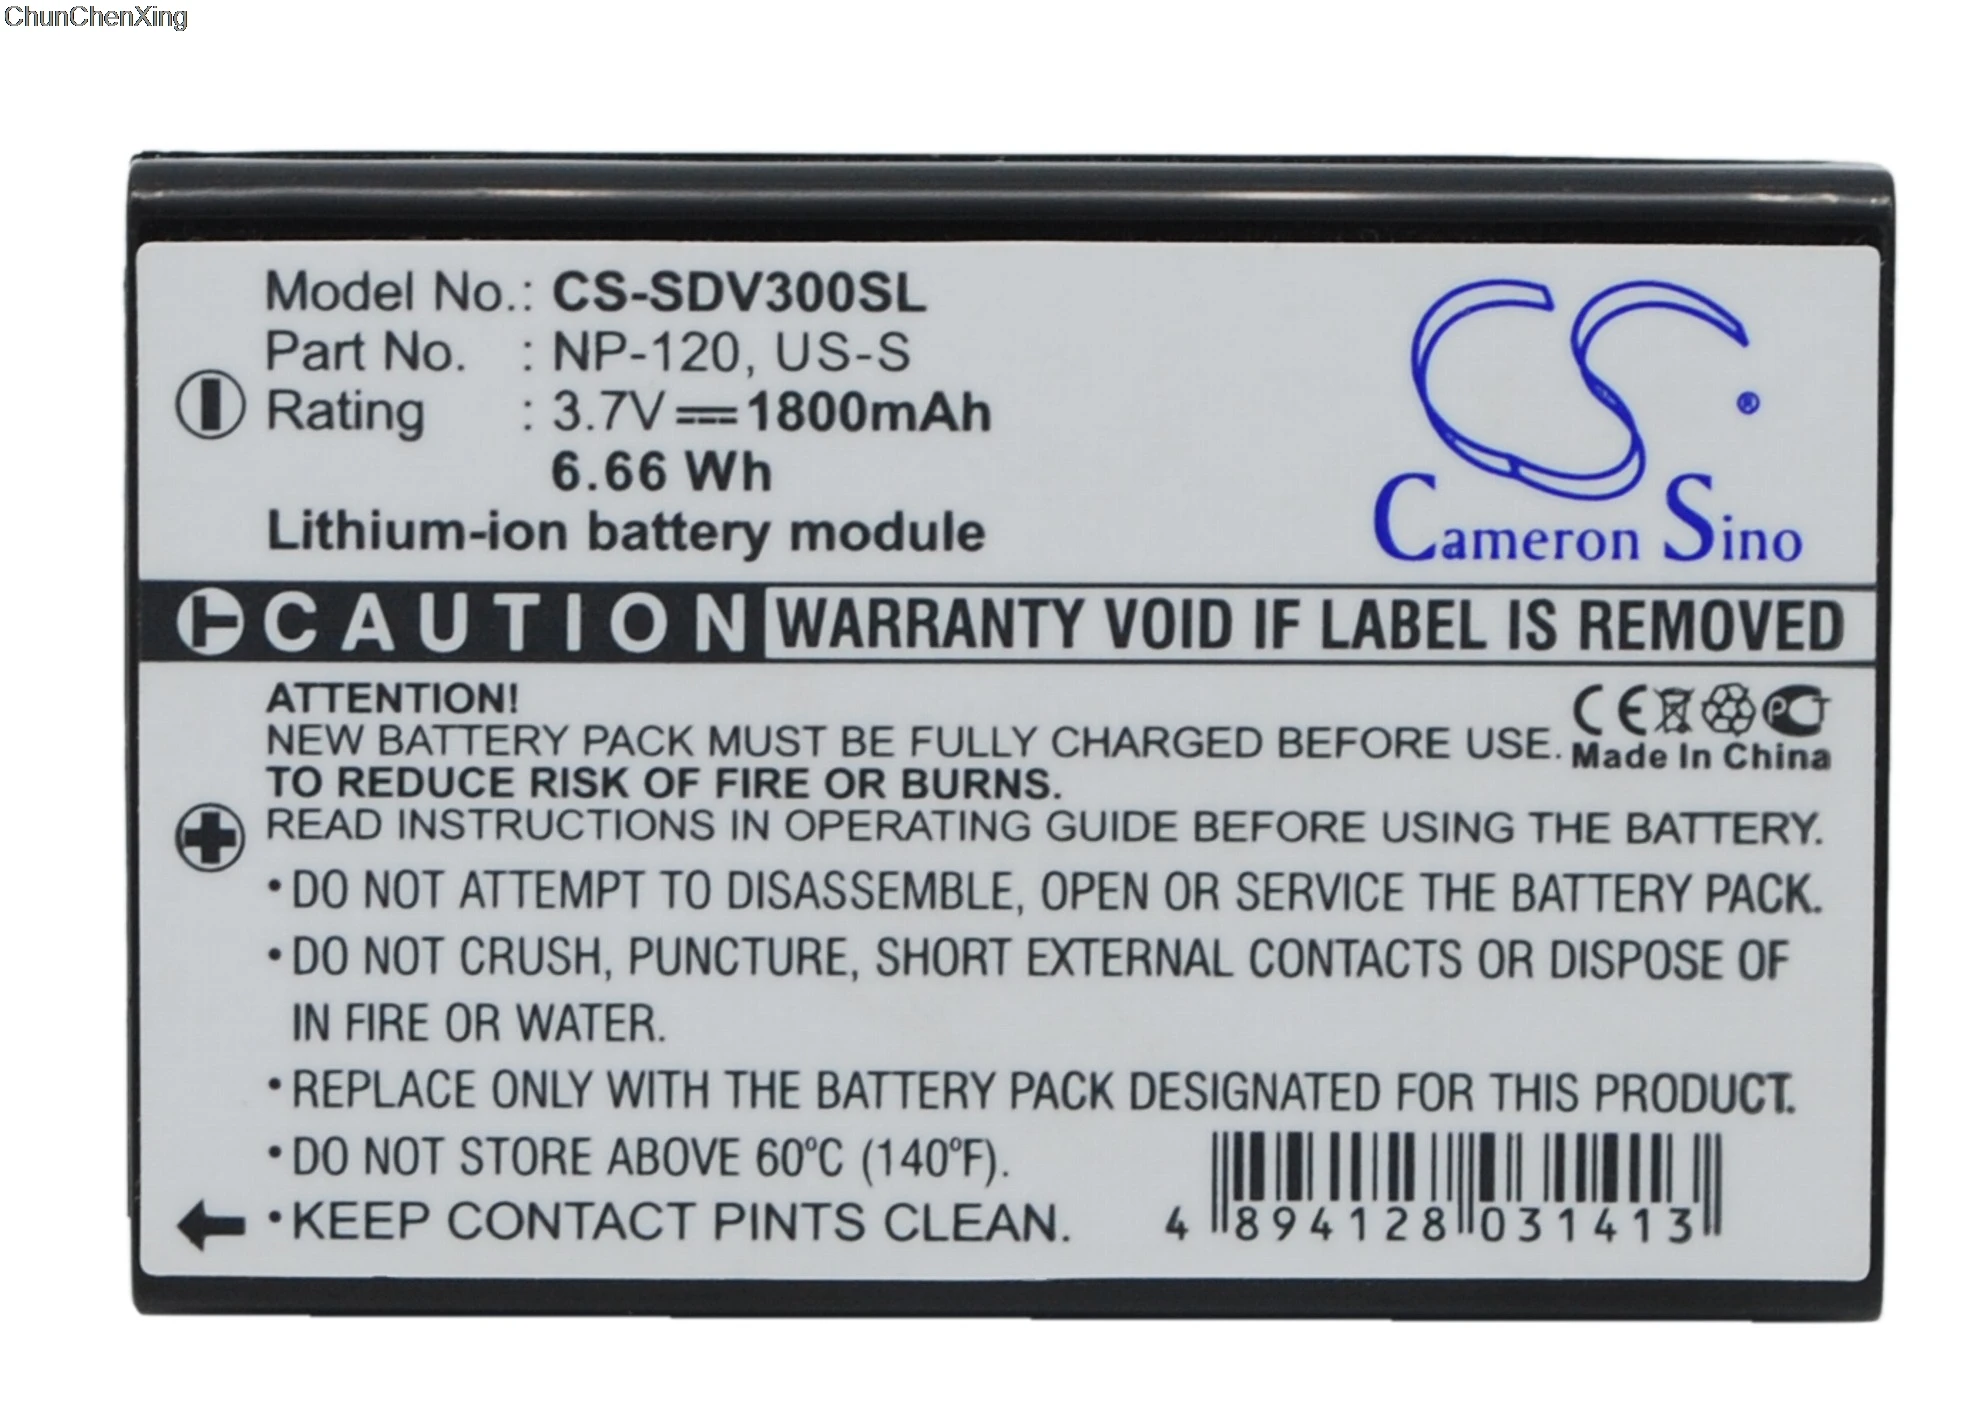 ChunChenXing
Model No.: CS-SDV300SL
Part No. : NP-120, US-S
Rating : 3.7V 1800mAh
6.66 Wh
Lithium-ion battery module
CS ®
Cameron Sino
CAUTION WARRANTY VOID IF LABEL IS REMOVED
ATTENTION!
NEW BATTERY PACK MUST BE FULLY CHARGED BEFORE USE.
CE PCT
Made In China
TO REDUCE RISK OF FIRE OR BURNS.
READ INSTRUCTIONS IN OPERATING GUIDE BEFORE USING THE BATTERY.
•DO NOT ATTEMPT TO DISASSEMBLE, OPEN OR SERVICE THE BATTERY PACK.
•DO NOT CRUSH, PUNCTURE, SHORT EXTERNAL CONTACTS OR DISPOSE OF
IN FIRE OR WATER.
•REPLACE ONLY WITH THE BATTERY PACK DESIGNATED FOR THIS PRODUCT.
•DO NOT STORE ABOVE 60ºC (140ºF).
•KEEP CONTACT PINTS CLEAN.
4 894128 031413